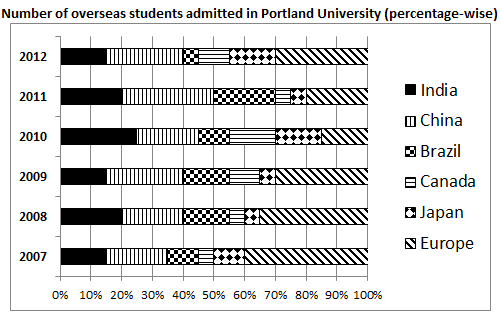 Number of overseas students admitted in Portland University (percentage-wise)
2012
2011
2010
2009
2008
2007
0% 10% 20% 30% 40% 50% 60% 70% 80% 90% 100%
India
China
Brazil
Canada
Japan
Europe